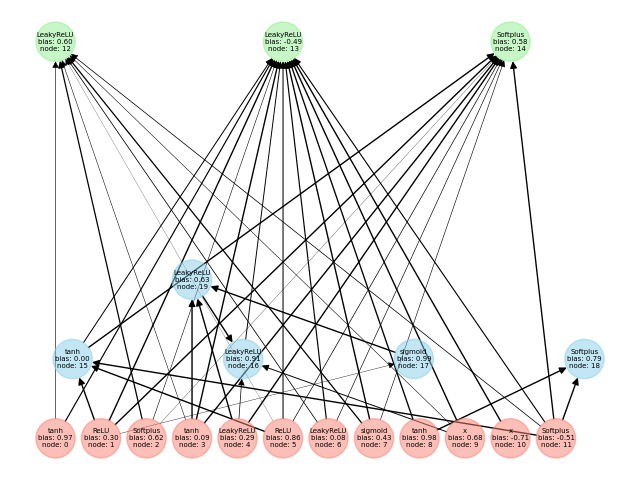 LeakyReLU
bias: 0.60
node: 12
LeakyReLU
bias: -0.49
node: 13
Softplus
bias: 0.58
node: 14
LeakyReLU
bias: 0.63
node: 19
tanh
bias: 0.00
node: 15
LeakyReLU
bias: 0.91
node: 16
sigmoid
bias: 0.99
node: 17
Softplus
bias: 0.79
node: 18
tanh
bias: 0.97
node: 0
ReLU
bias: 0.30
node: 1
Softplus
bias: 0.62
node: 2
tanh
bias: 0.09
node: 3
LeakyReLU
bias: 0.29
node: 4
ReLU
bias: 0.86
node: 5
LeakyReLU
bias: 0.08
node: 6
sigmoid
bias: 0.43
node: 7
tanh
bias: 0.98
node: 8
x
bias: 0.68
node: 9
x
bias: -0.71
node: 10
Softplus
bias: -0.51
node: 11